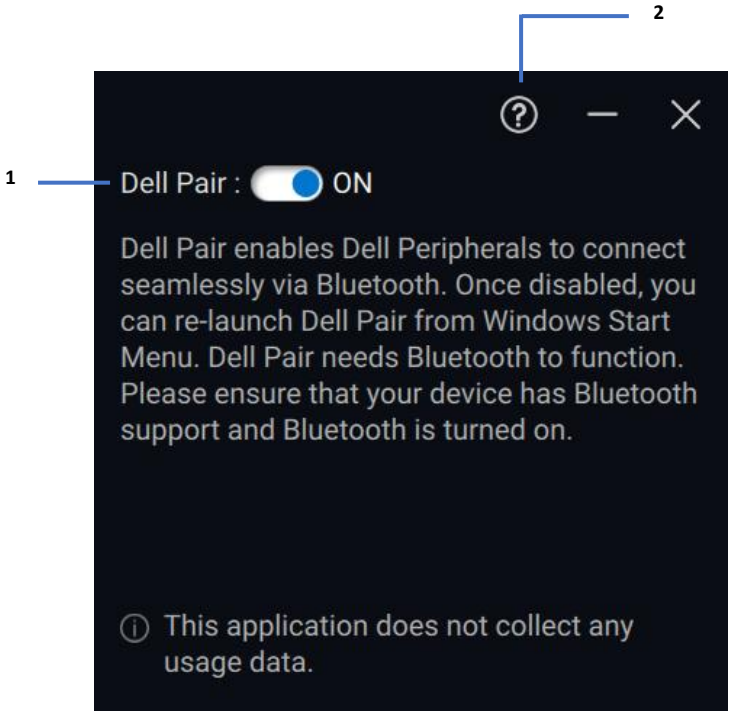 2
1
Dell Pair : ON
Dell Pair enables Dell Peripherals to connect
seamlessly via Bluetooth. Once disabled, you
can re-launch Dell Pair from Windows Start
Menu. Dell Pair needs Bluetooth to function.
Please ensure that your device has Bluetooth
support and Bluetooth is turned on.
This application does not collect any
usage data.